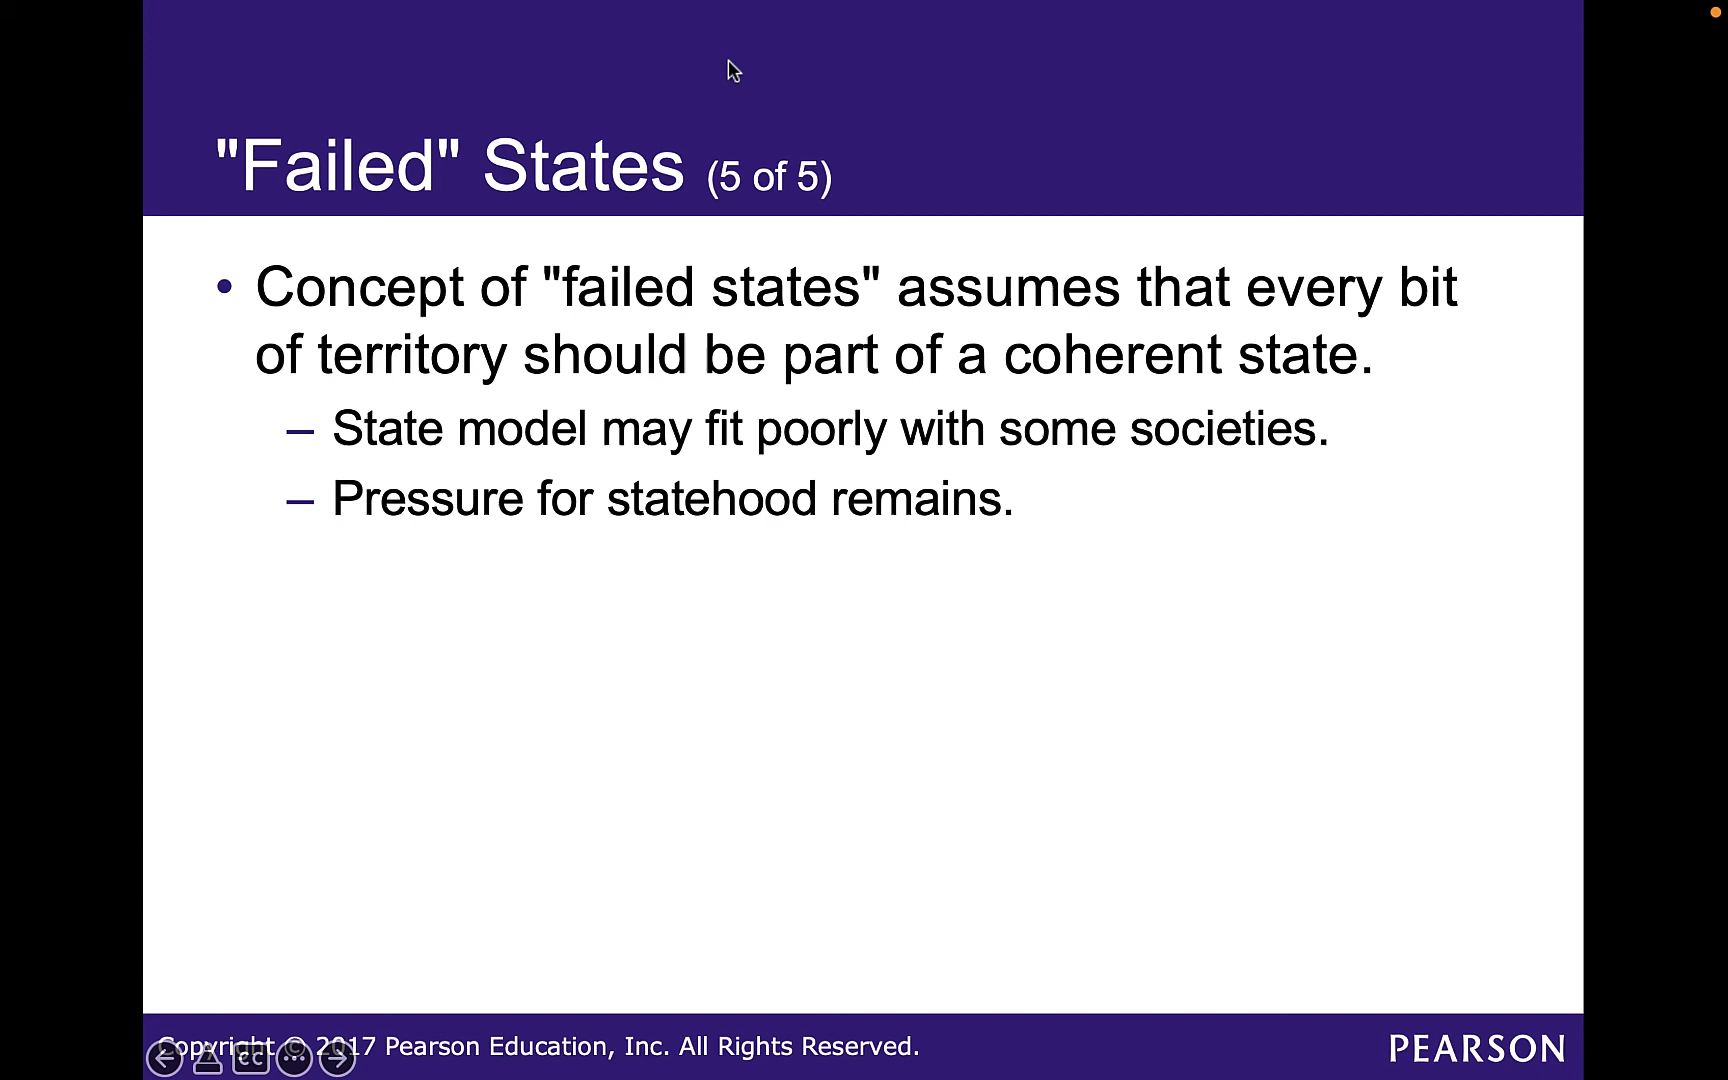 "Failed" States (5 of 5)
• Concept of "failed states" assumes that every bit
of territory should be part of a coherent state.
– State model may fit poorly with some societies.
– Pressure for statehood remains.
Copyright © 2017 Pearson Education, Inc. All Rights Reserved.
CC
PEARSON